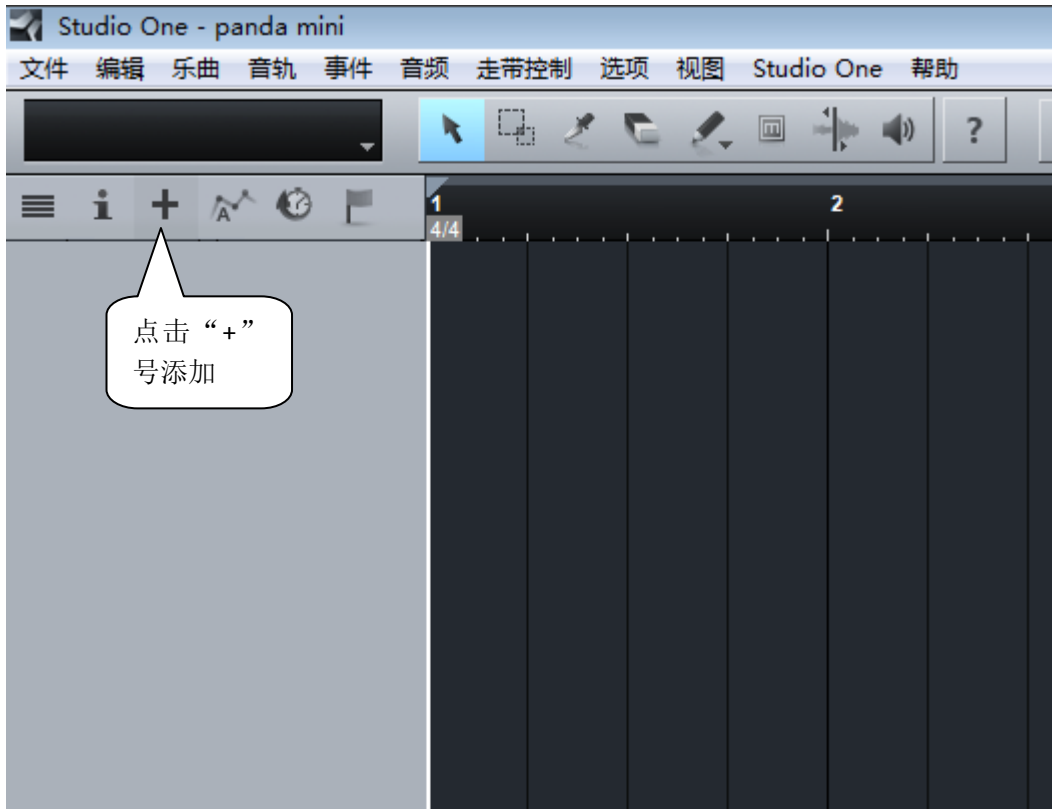 Studio One - panda mini
文件 编辑 乐曲 音轨 事件 音频 走带控制 选项 视图 Studio One 帮助
?
i + A
1 2
4/4
点击“+”
号添加